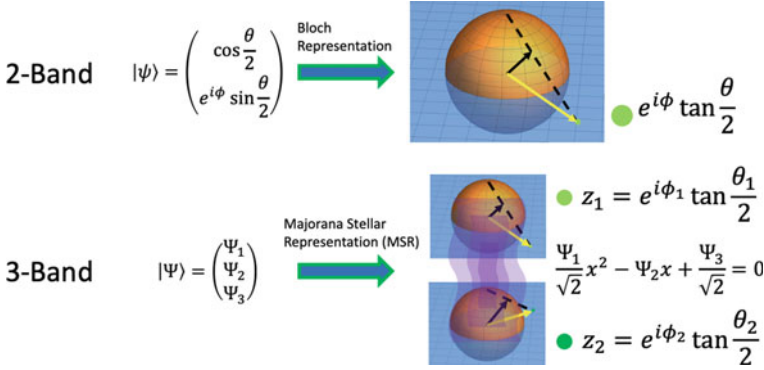 2-Band
|ψ⟩ = (cos θ/2
e^{iϕ} sin θ/2)
Bloch
Representation
e^{iϕ} tan θ/2
3-Band
|Ψ⟩ = (Ψ₁
Ψ₂
Ψ₃)
Majorana Stellar
Representation (MSR)
z₁ = e^{iϕ₁} tan θ₁/2
Ψ₁/√2 x² − Ψ₂x + Ψ₃/√2 = 0
z₂ = e^{iϕ₂} tan θ₂/2